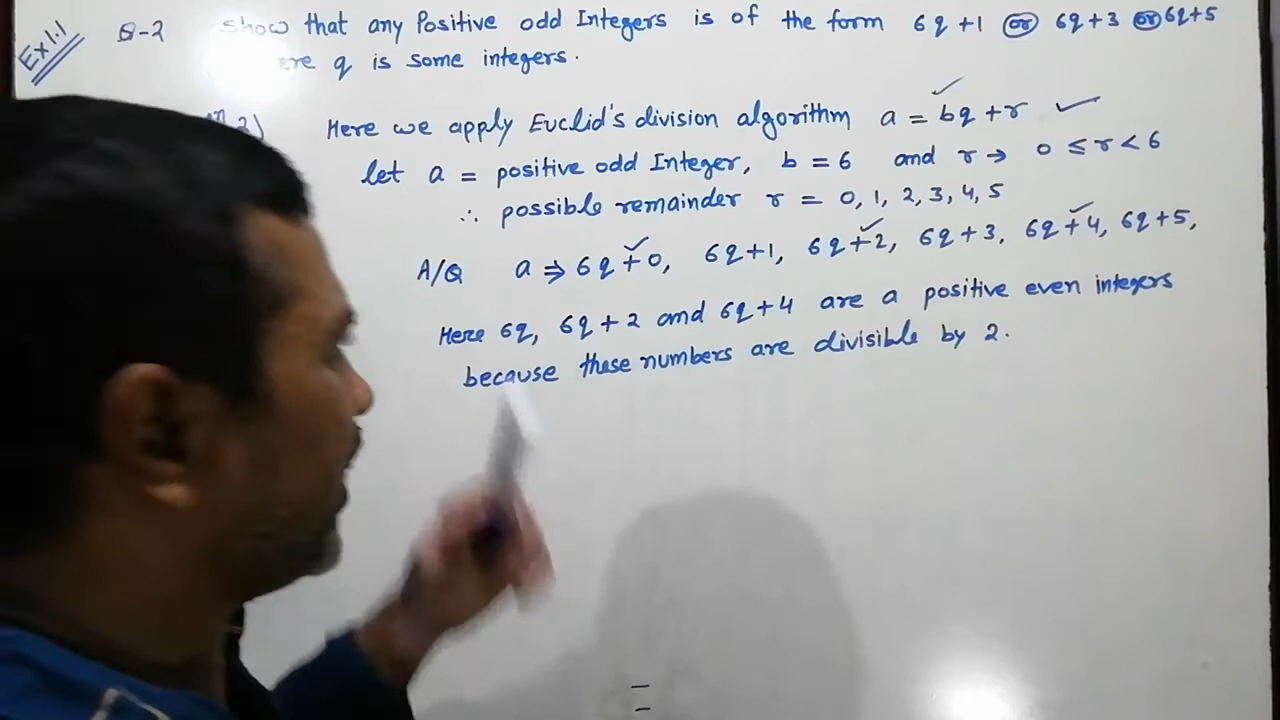 Ex 1.1
Q-2 Show that any Positive odd Integers is of the form 6q+1 or 6q+3 or 6q+5
q is some integers.
Here we apply Euclid's division algorithm a = bq + r ✓
let a = positive odd Integer, b = 6 and r → 0 ≤ r < 6
∴ possible remainder r = 0, 1, 2, 3, 4, 5
A/Q a ⇒ 6q+0, 6q+1, 6q+2, 6q+3, 6q+4, 6q+5,
Here 6q, 6q+2 and 6q+4 are a positive even integers
because these numbers are divisible by 2.